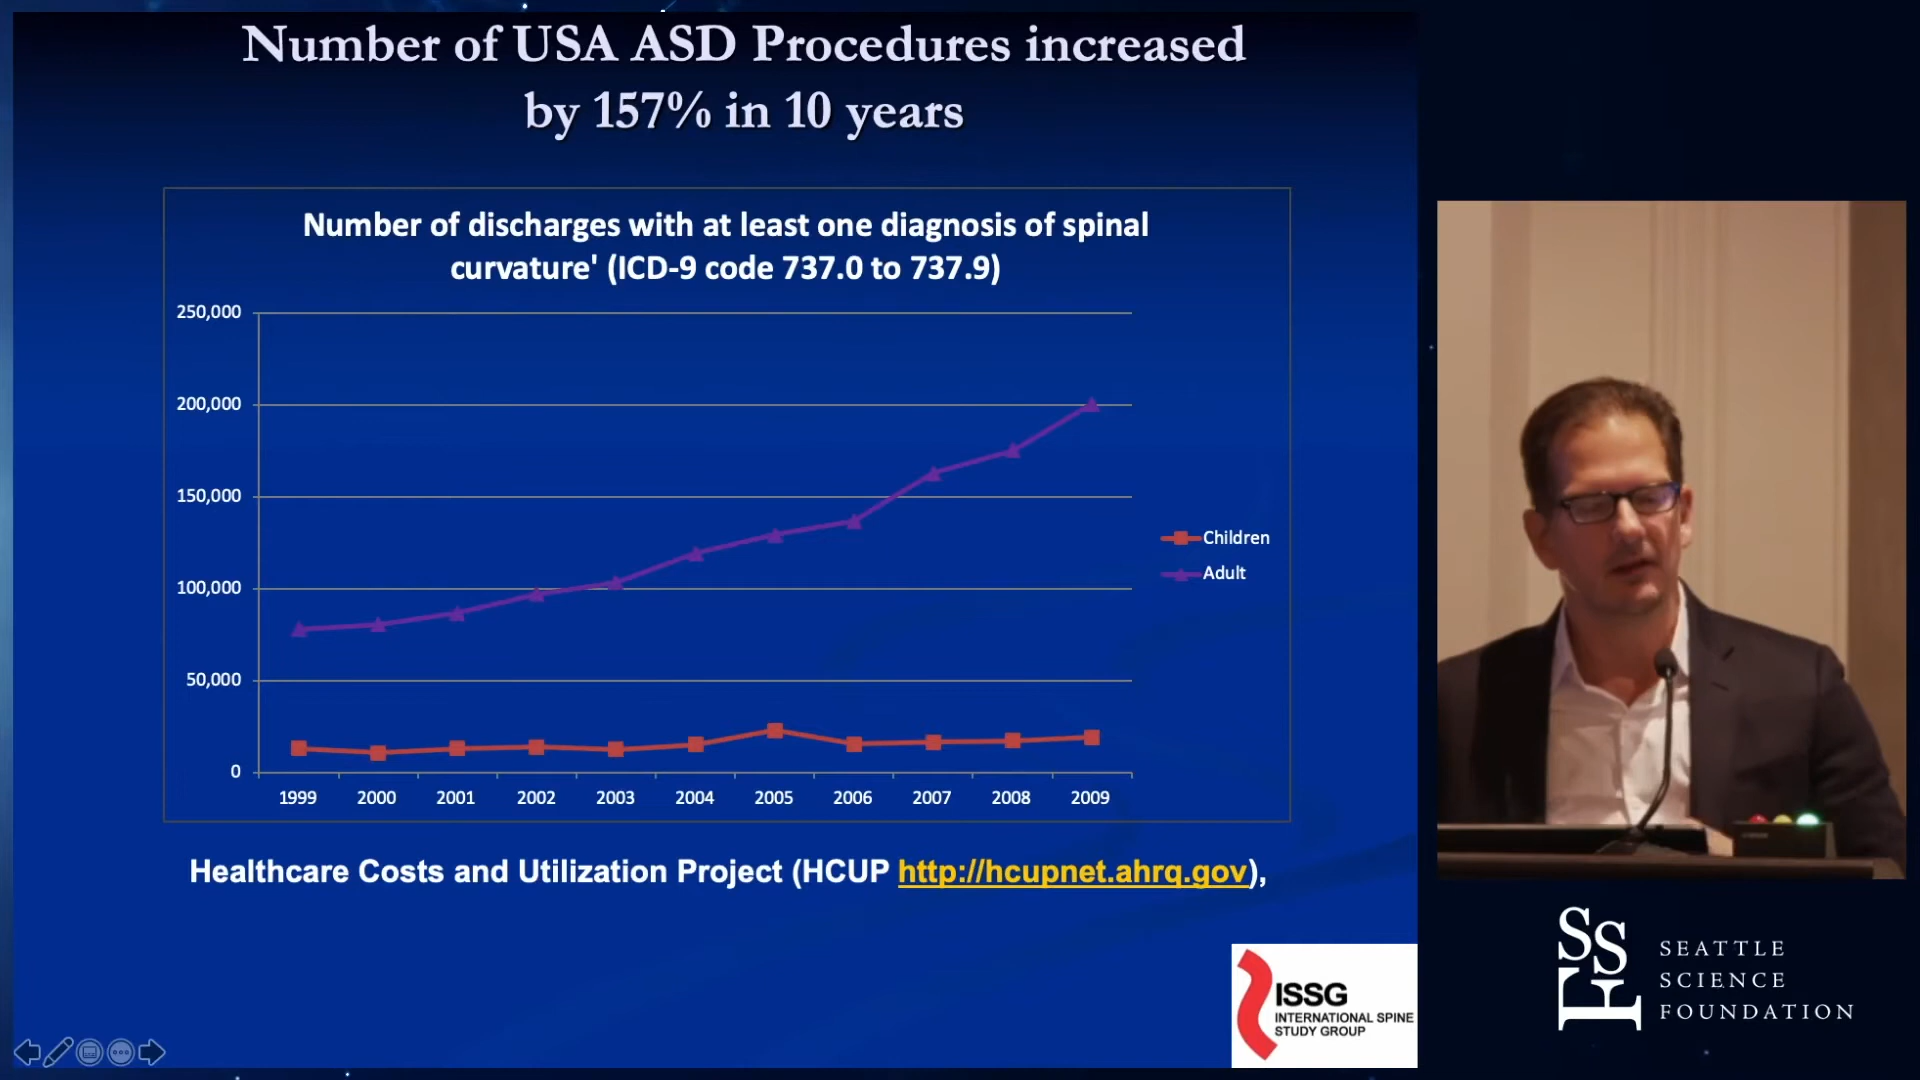 Number of USA ASD Procedures increased
by 157% in 10 years
Number of discharges with at least one diagnosis of spinal
curvature' (ICD-9 code 737.0 to 737.9)
250,000
200,000
150,000
100,000
50,000
0
1999 2000 2001 2002 2003 2004 2005 2006 2007 2008 2009
Children
Adult
Healthcare Costs and Utilization Project (HCUP http://hcupnet.ahrq.gov),
ISSG
INTERNATIONAL SPINE
STUDY GROUP
SSF
SEATTLE
SCIENCE
FOUNDATION